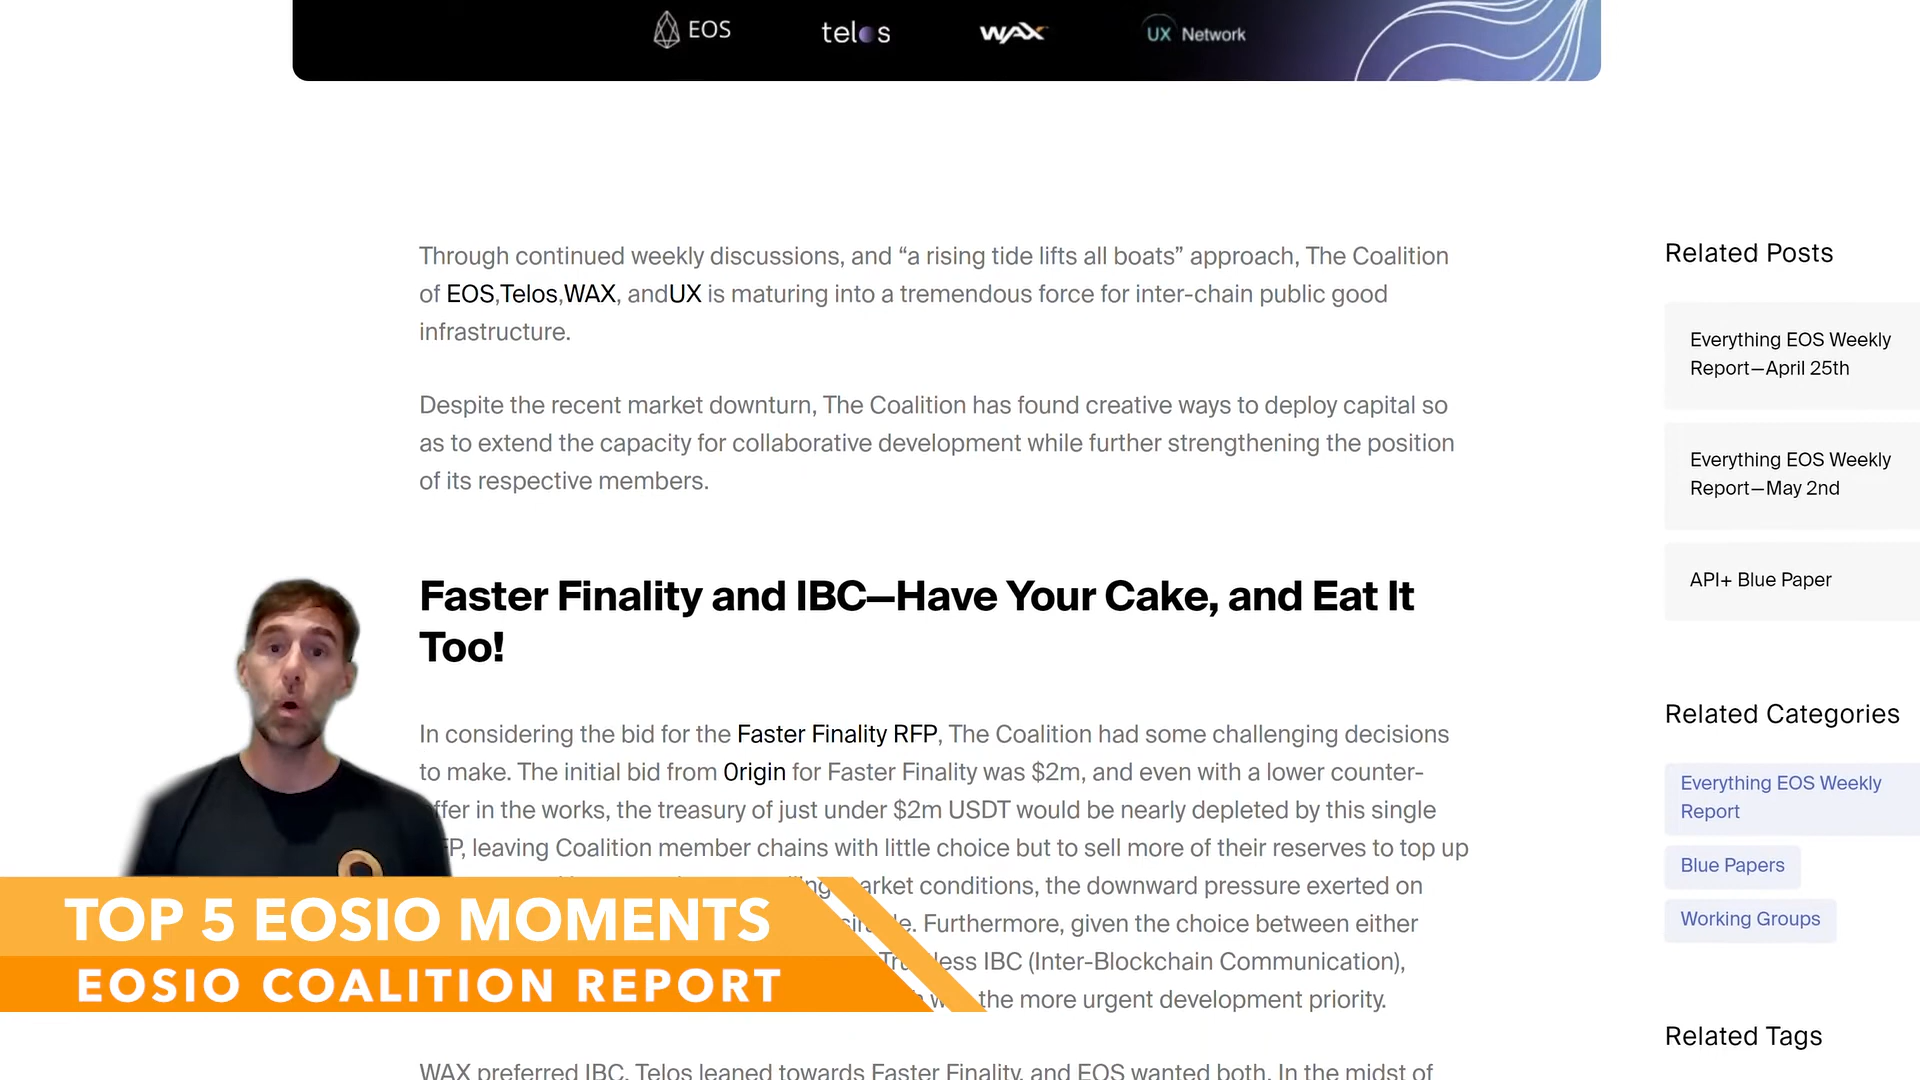 EOS
telos
WAX
UX Network
Through continued weekly discussions, and “a rising tide lifts all boats” approach, The Coalition
of EOS,Telos,WAX, andUX is maturing into a tremendous force for inter-chain public good
infrastructure.
Despite the recent market downturn, The Coalition has found creative ways to deploy capital so
as to extend the capacity for collaborative development while further strengthening the position
of its respective members.
Faster Finality and IBC—Have Your Cake, and Eat It
Too!
In considering the bid for the Faster Finality RFP, The Coalition had some challenging decisions
to make. The initial bid from 0rigin for Faster Finality was $2m, and even with a lower counter-
in the works, the treasury of just under $2m USDT would be nearly depleted by this single
leaving Coalition member chains with little choice but to sell more of their reserves to top up
conditions, the downward pressure exerted on
Furthermore, given the choice between either
IBC (Inter-Blockchain Communication),
the more urgent development priority.
WAX preferred IBC, Telos leaned towards Faster Finality, and EOS wanted both. In the midst of
TOP 5 EOSIO MOMENTS
EOSIO COALITION REPORT
Related Posts
Everything EOS Weekly
Report—April 25th
Everything EOS Weekly
Report—May 2nd
API+ Blue Paper
Related Categories
Everything EOS Weekly
Report
Blue Papers
Working Groups
Related Tags